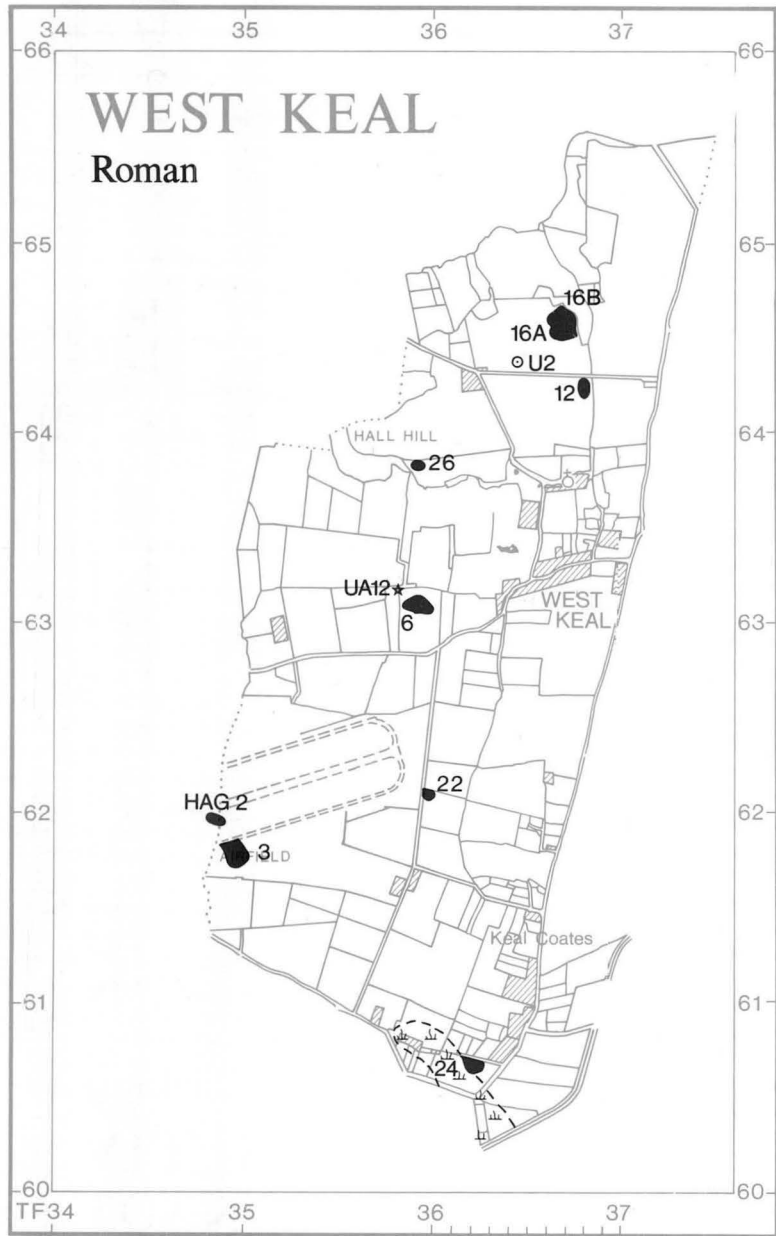 34 35 36 37
66 66
WEST KEAL
Roman
65 65
16B
16A
U2
12
64 64
HALL HILL
26
UA12
63 6 63
WEST
KEAL
22
62 62
HAG 2
3
AIRFIELD
Keal Coates
61 61
24
60 60
TF34 35 36 37